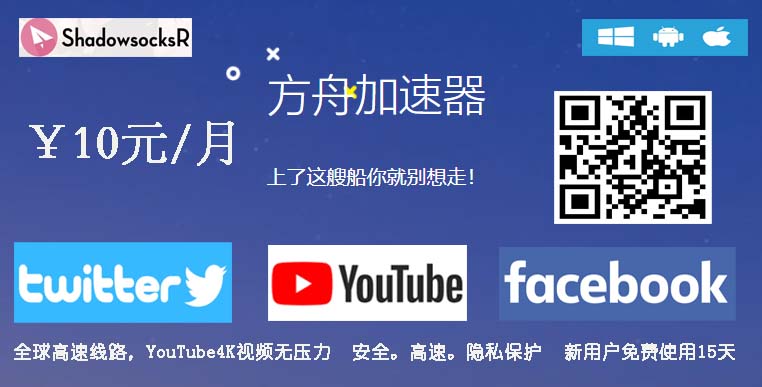 ShadowsocksR
方舟加速器
￥10元/月
上了这艘船你就别想走!
twitter
YouTube
facebook
全球高速线路，YouTube4K视频无压力 安全。高速。隐私保护 新用户免费使用15天